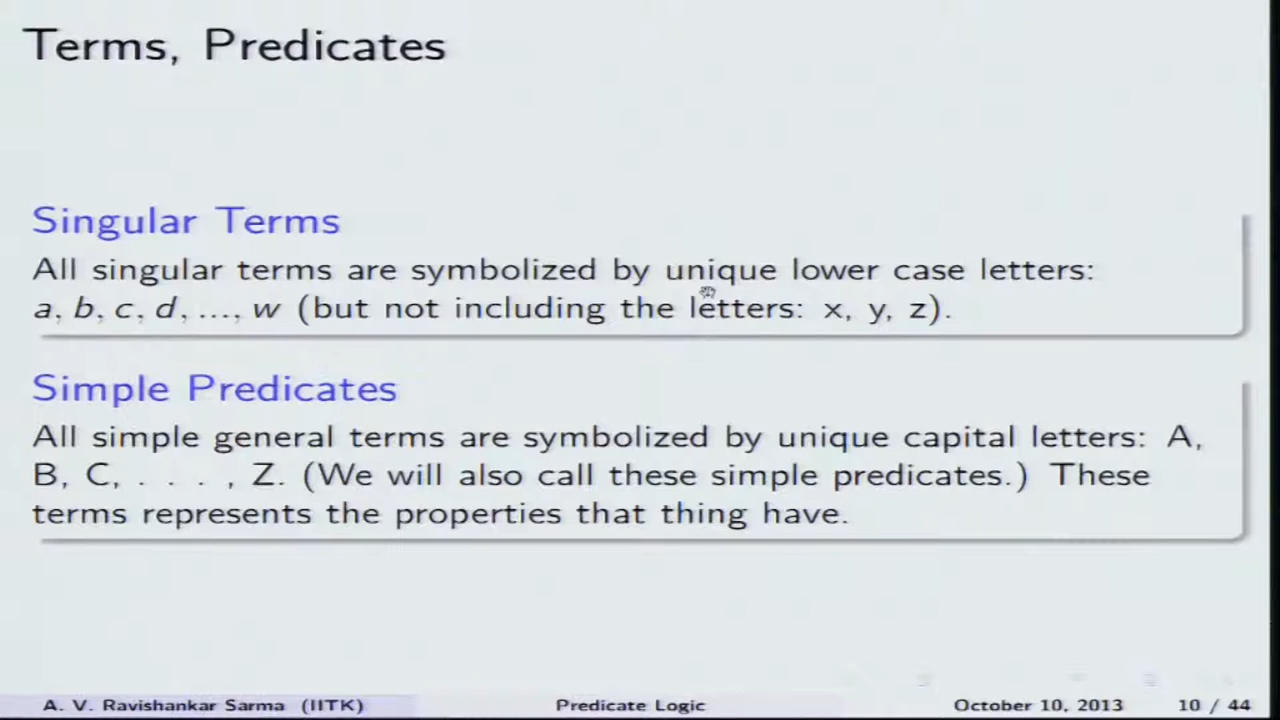 Terms, Predicates
Singular Terms
All singular terms are symbolized by unique lower case letters:
a, b, c, d, ..., w (but not including the letters: x, y, z).
Simple Predicates
All simple general terms are symbolized by unique capital letters: A,
B, C, . . . , Z. (We will also call these simple predicates.) These
terms represents the properties that thing have.
A. V. Ravishankar Sarma (IITK) Predicate Logic October 10, 2013 10 / 44